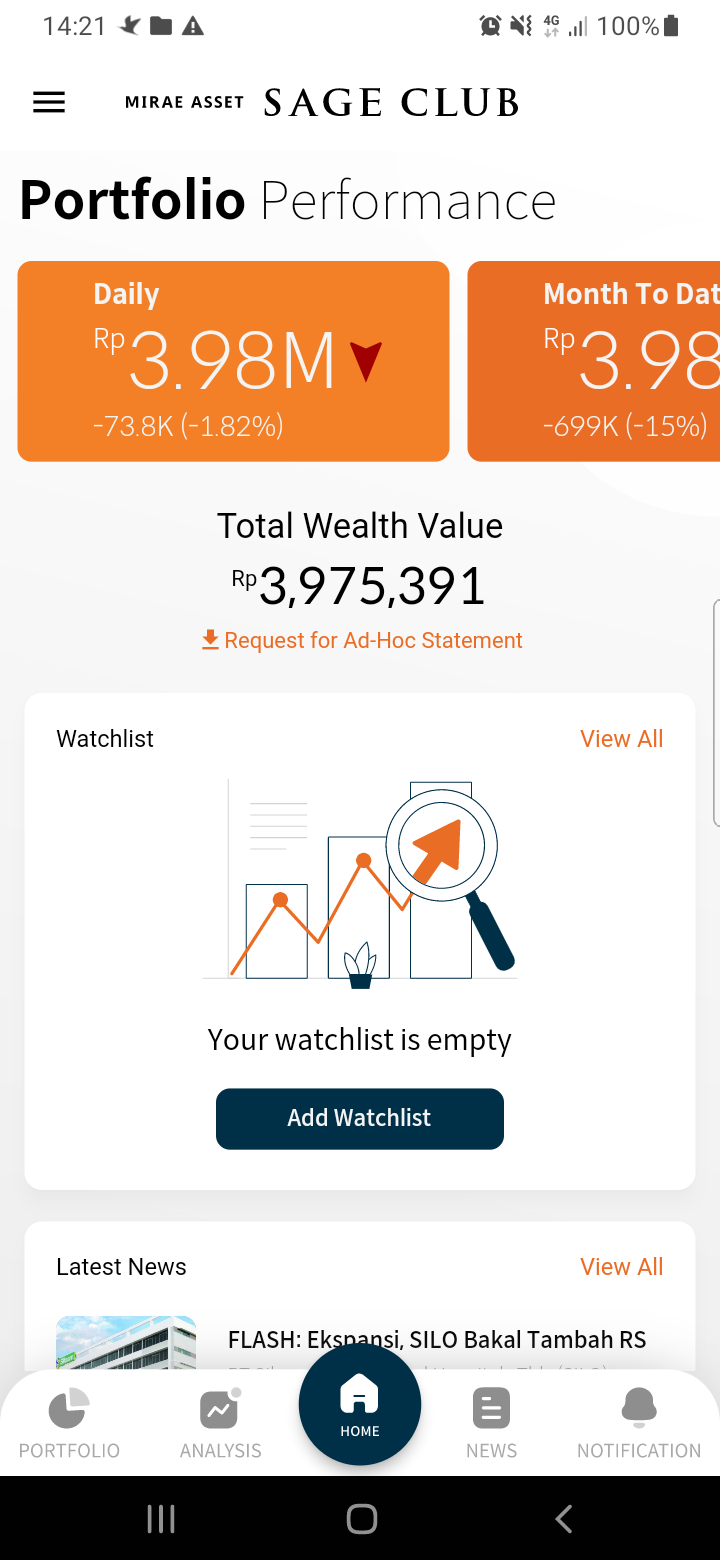 14:21
4G
100%
MIRAE ASSET SAGE CLUB
Portfolio Performance
Daily
Rp 3.98M
-73.8K (-1.82%)
Month To Dat
Rp 3.98
-699K (-15%)
Total Wealth Value
Rp3,975,391
Request for Ad-Hoc Statement
Watchlist
View All
Your watchlist is empty
Add Watchlist
Latest News
View All
FLASH: Ekspansi, SILO Bakal Tambah RS
PORTFOLIO
ANALYSIS
HOME
NEWS
NOTIFICATION